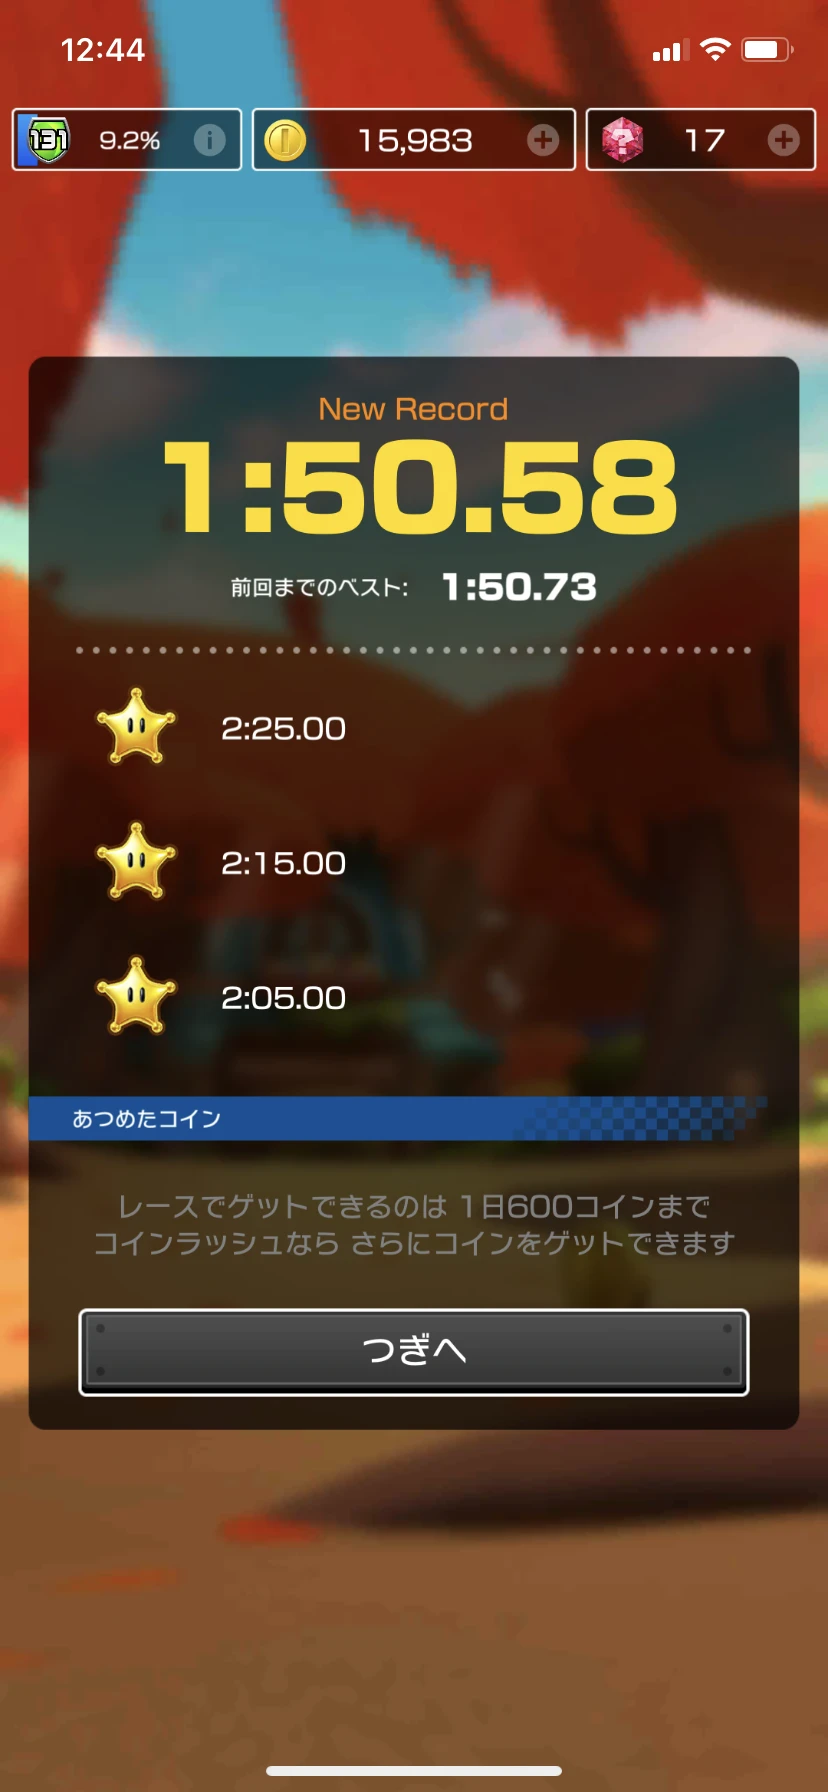 12:44
131 9.2% 15,983 17
New Record
1:50.58
前回までのベスト: 1:50.73
2:25.00
2:15.00
2:05.00
あつめたコイン
レースでゲットできるのは 1日600コインまで
コインラッシュなら さらにコインをゲットできます
つぎへ